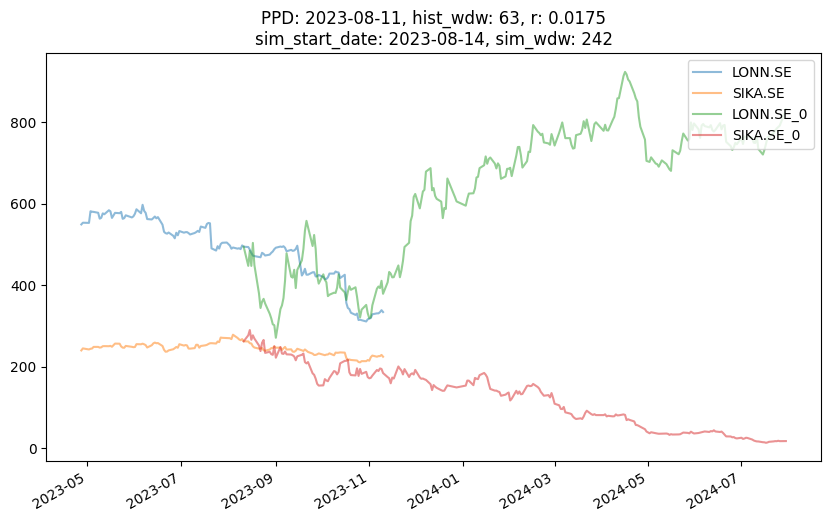 PPD: 2023-08-11, hist_wdw: 63, r: 0.0175
sim_start_date: 2023-08-14, sim_wdw: 242
LONN.SE
SIKA.SE
LONN.SE_0
SIKA.SE_0
800
600
400
200
0
2023-05
2023-07
2023-09
2023-11
2024-01
2024-03
2024-05
2024-07